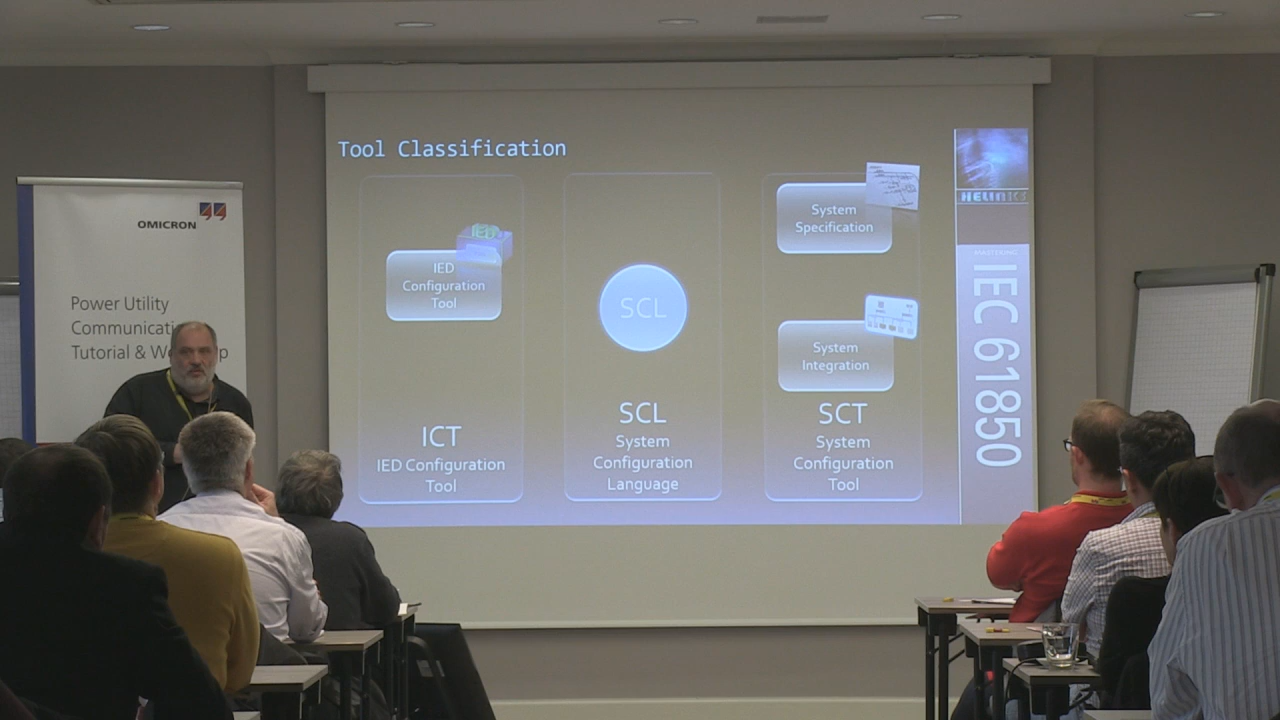 Tool Classification
IED
IED
Configuration
Tool
ICT
IED Configuration
Tool
SCL
SCL
System
Configuration
Language
System
Specification
System
Integration
SCT
System
Configuration
Tool
HELINKS
IEC 61850
OMICRON
Power Utility
Tutorial &